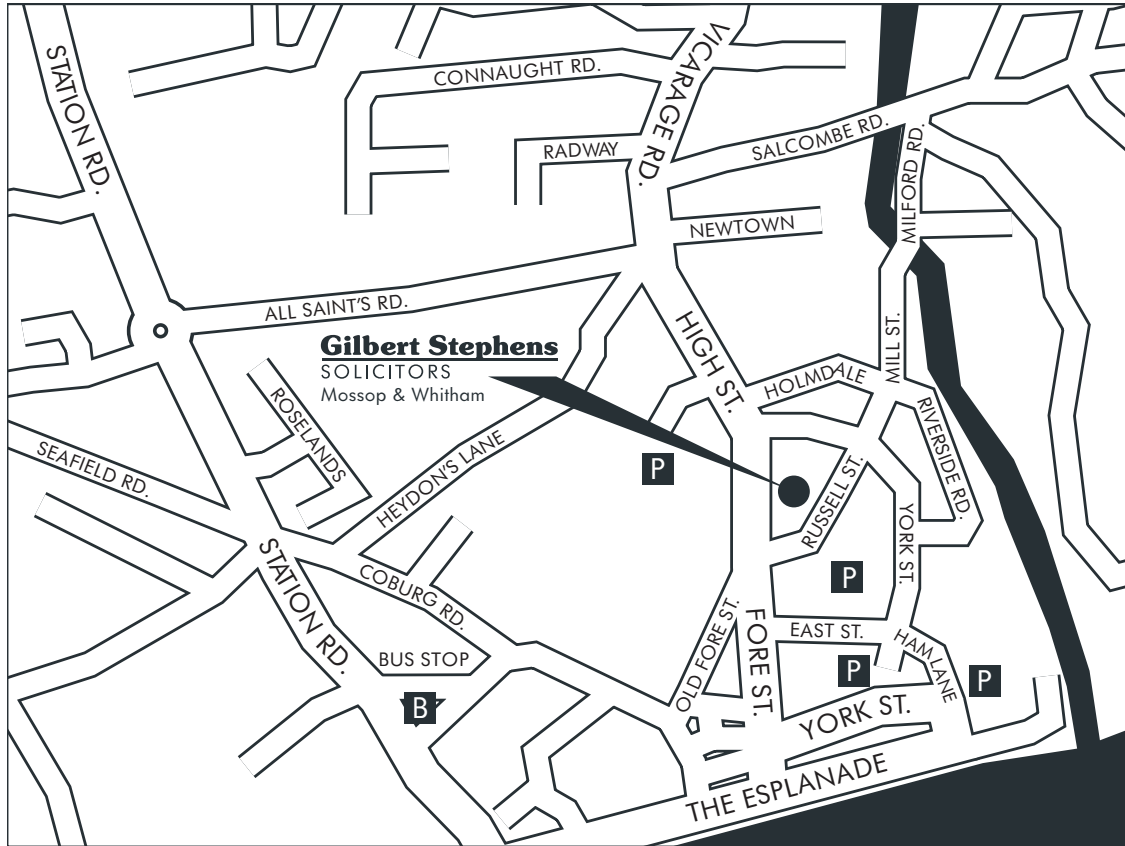 STATION RD.
CONNAUGHT RD.
VICARAGE RD.
RADWAY
SALCOMBE RD.
MILFORD RD.
NEWTOWN
ALL SAINT'S RD.
Gilbert Stephens
SOLICITORS
Mossop & Whitham
HIGH ST.
MILL ST.
HOLMDALE
ROSELANDS
RIVERSIDE RD.
SEAFIELD RD.
HEYDON'S LANE
P
RUSSELL ST.
YORK ST.
STATION RD.
COBURG RD.
P
OLD FORE ST.
FORE ST.
EAST ST.
HAM LANE
BUS STOP
B
P
P
YORK ST.
THE ESPLANADE